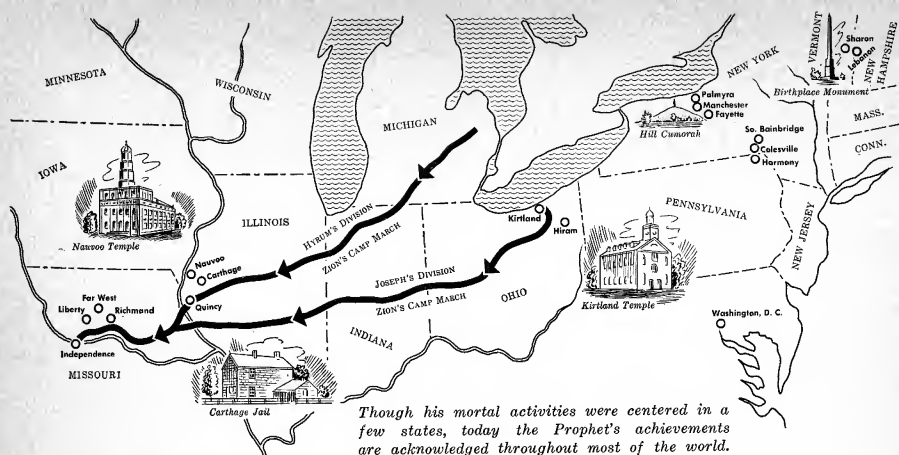 MINNESOTA
WISCONSIN
MICHIGAN
NEW YORK
VERMONT
NEW
HAMPSHIRE
Sharon
Lebanon
Birthplace Monument
MASS.
CONN.
Palmyra
Manchester
Fayette
Hill Cumorah
So. Bainbridge
Colesville
Harmony
IOWA
Nauvoo Temple
ILLINOIS
HYRUM'S DIVISION
ZION'S CAMP MARCH
Kirtland
Hiram
PENNSYLVANIA
NEW JERSEY
Nauvoo
Carthage
Quincy
JOSEPH'S DIVISION
ZION'S CAMP MARCH
OHIO
Kirtland Temple
Far West
Liberty
Richmond
Independence
MISSOURI
INDIANA
Washington, D. C.
Carthage Jail
Though his mortal activities were centered in a
few states, today the Prophet's achievements
are acknowledged throughout most of the world.